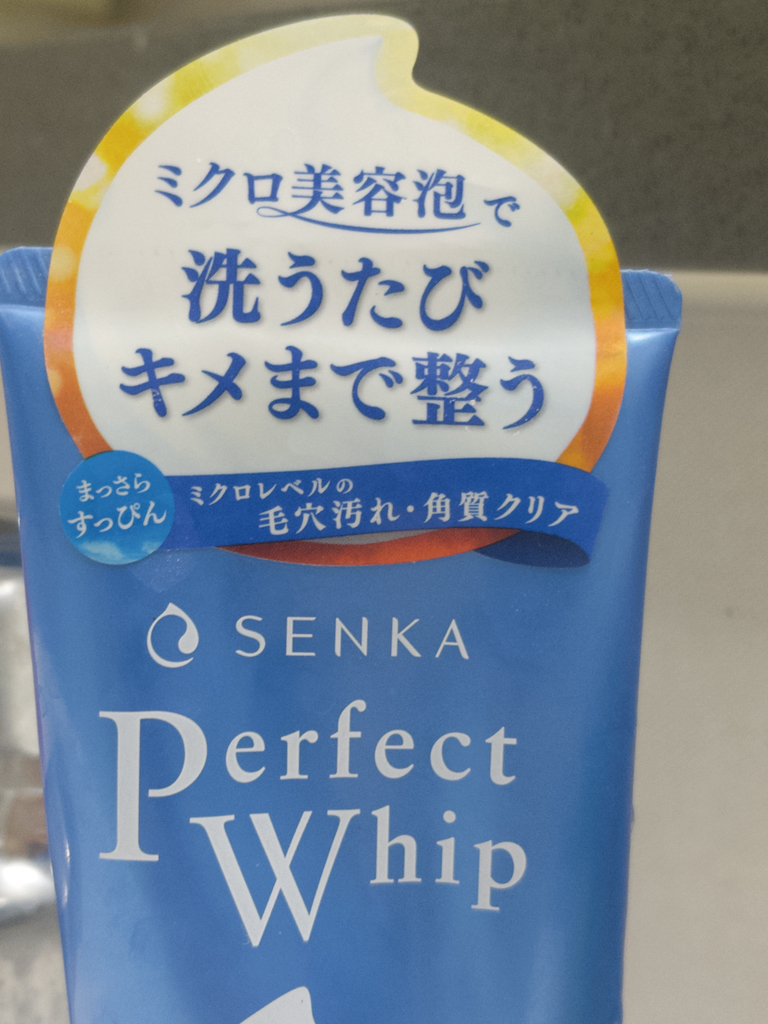 ミクロ美容泡で
洗うたび
キメまで整う
まっさら
すっぴん
ミクロレベルの
毛穴汚れ・角質クリア
SENKA
Perfect
Whip